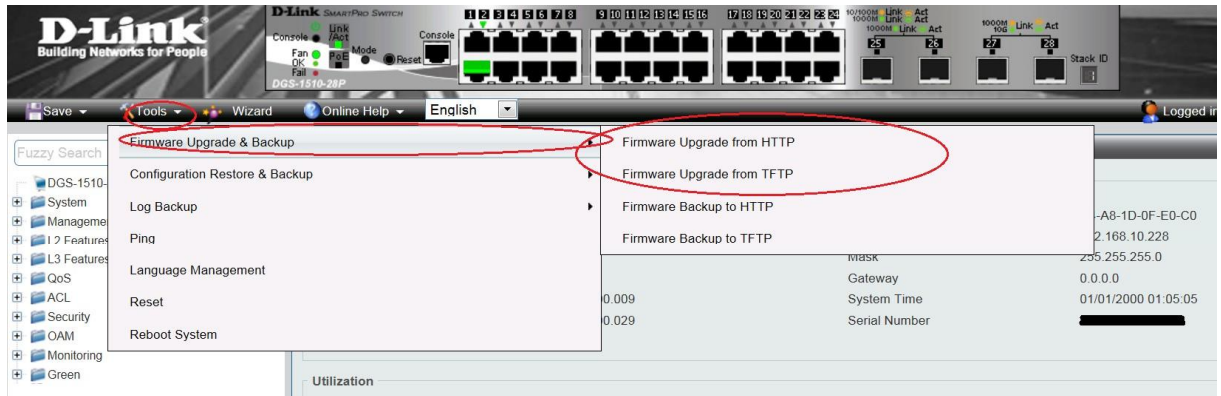 D-Link
Building Networks for People
D-Link SMARTPRO SWITCH
Console
Link
/Act
Fan
OK
Fail
PoE
Mode
Reset
Console
DGS-1510-28P
1 2 3 4 5 6 7 8
9 10 11 12 13 14 15 16
17 18 19 20 21 22 23 24
10/100M Link Act
1000M Link Act
1000M Link Act
1000M Link Act
10G
25 26 27 28
Stack ID
Save Tools Wizard Online Help English Logged in
Fuzzy Search
DGS-1510-
System
Manageme
L2 Features
L3 Features
QoS
ACL
Security
OAM
Monitoring
Green
Firmware Upgrade & Backup
Configuration Restore & Backup
Log Backup
Ping
Language Management
Reset
Reboot System
Firmware Upgrade from HTTP
Firmware Upgrade from TFTP
Firmware Backup to HTTP
Firmware Backup to TFTP
-A8-1D-0F-E0-C0
2.168.10.228
Mask 255.255.255.0
Gateway 0.0.0.0
0.009 System Time 01/01/2000 01:05:05
0.029 Serial Number
Utilization